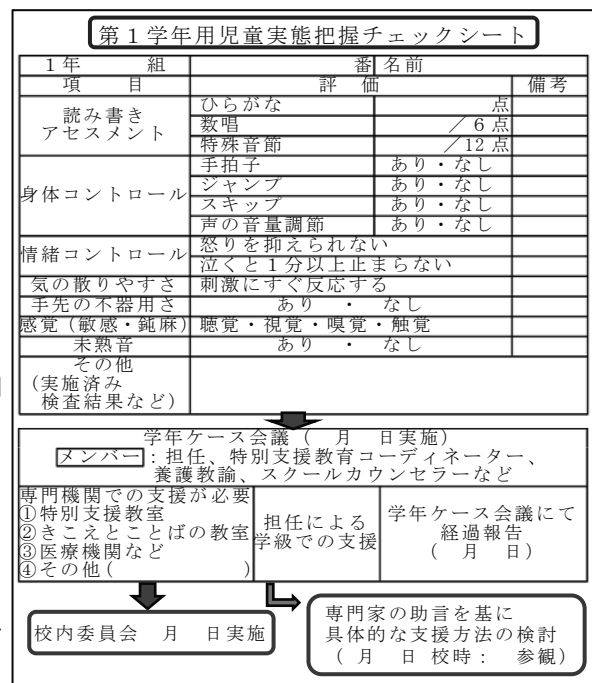 第1学年用児童実態把握チェックシート
1年 組 番 名前
項 目 評 価 備考
読み書き
アセスメント
ひらがな 点
数唱 /6点
特殊音節 /12点
身体コントロール
手拍子 あり・なし
ジャンプ あり・なし
スキップ あり・なし
声の音量調節 あり・なし
情緒コントロール
怒りを抑えられない
泣くと1分以上止まらない
気の散りやすさ 刺激にすぐ反応する
手先の不器用さ あり ・ なし
感覚(敏感・鈍麻) 聴覚・視覚・嗅覚・触覚
未熟音 あり ・ なし
その他
(実施済み
検査結果など)
学年ケース会議( 月 日実施)
メンバー:担任、特別支援教育コーディネーター、
養護教諭、スクールカウンセラーなど
専門機関での支援が必要
①特別支援教室
②きこえとことばの教室
③医療機関など
④その他( )
担任による
学級での支援
学年ケース会議にて
経過報告
( 月 日)
校内委員会 月 日実施
専門家の助言を基に
具体的な支援方法の検討
( 月 日 校時: 参観)